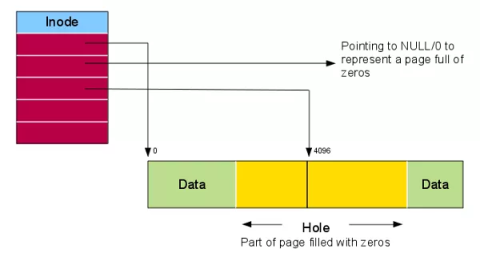 Inode
Pointing to NULL/0 to
represent a page full of
zeros
0
4096
Data
Data
Hole
Part of page filled with zeros